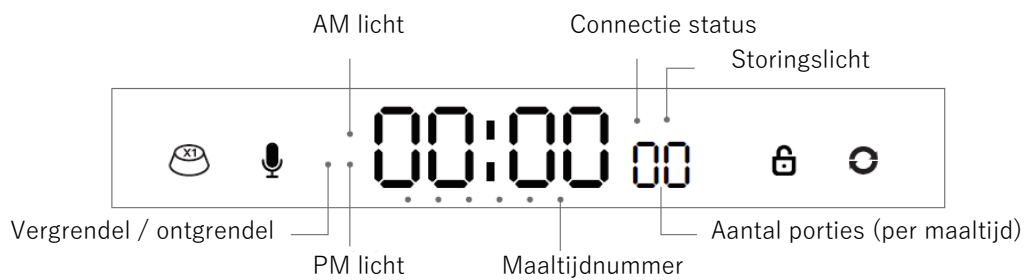 AM licht
Connectie status
Storingslicht
X1
00:00
00
Vergrendel / ontgrendel
Aantal porties (per maaltijd)
PM licht
Maaltijdnummer